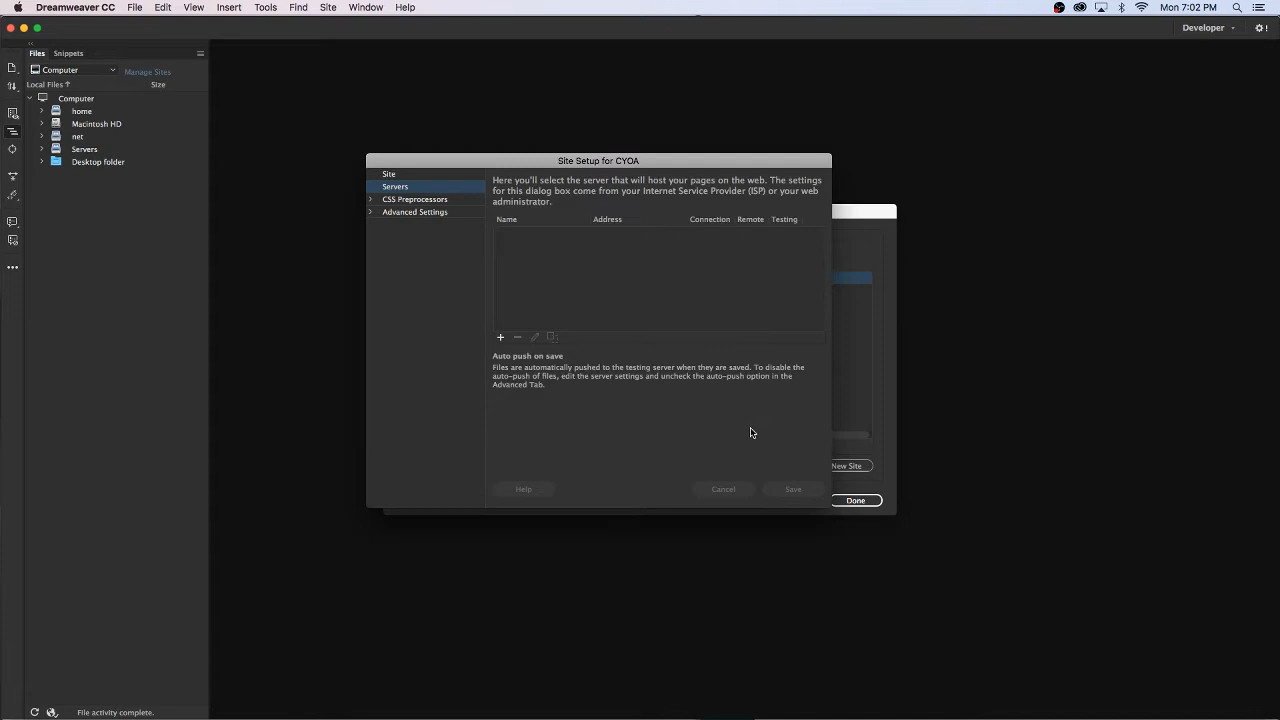 Dreamweaver CC File Edit View Insert Tools Find Site Window Help Mon 7:02 PM
Developer
Files Snippets
Computer Manage Sites
Local Files Size
Computer
home
Macintosh HD
net
Servers
Desktop folder
Site Setup for CYOA
Site
Servers
CSS Preprocessors
Advanced Settings
Here you'll select the server that will host your pages on the web. The settings
for this dialog box come from your Internet Service Provider (ISP) or your web
administrator.
Name Address Connection Remote Testing
Auto push on save
Files are automatically pushed to the testing server when they are saved. To disable the
auto-push of files, edit the server settings and uncheck the auto-push option in the
Advanced Tab.
Help Cancel Save
New Site
Done
File activity complete.